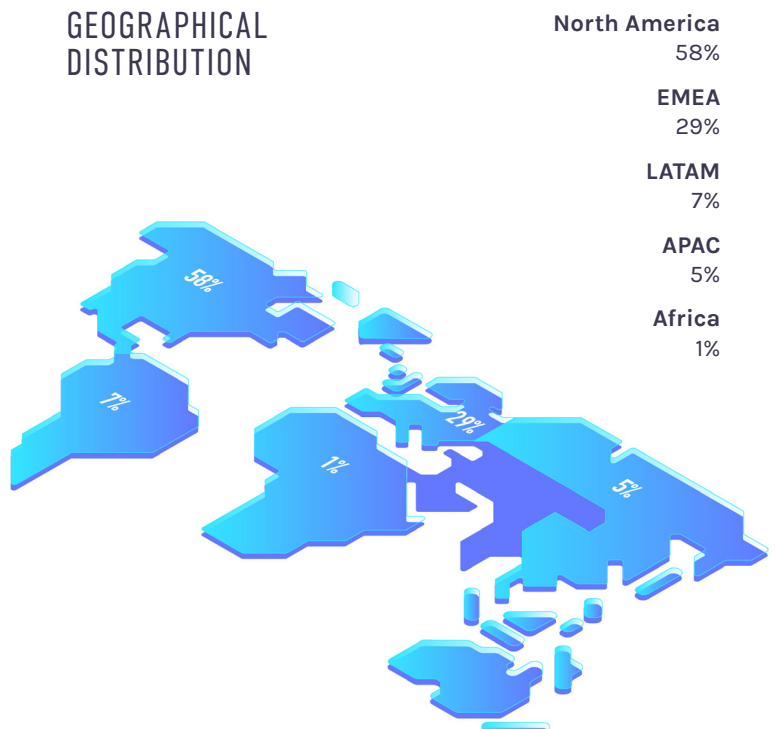 GEOGRAPHICAL
DISTRIBUTION
North America
58%
EMEA
29%
LATAM
7%
APAC
5%
Africa
1%
58%
7%
29%
1%
5%